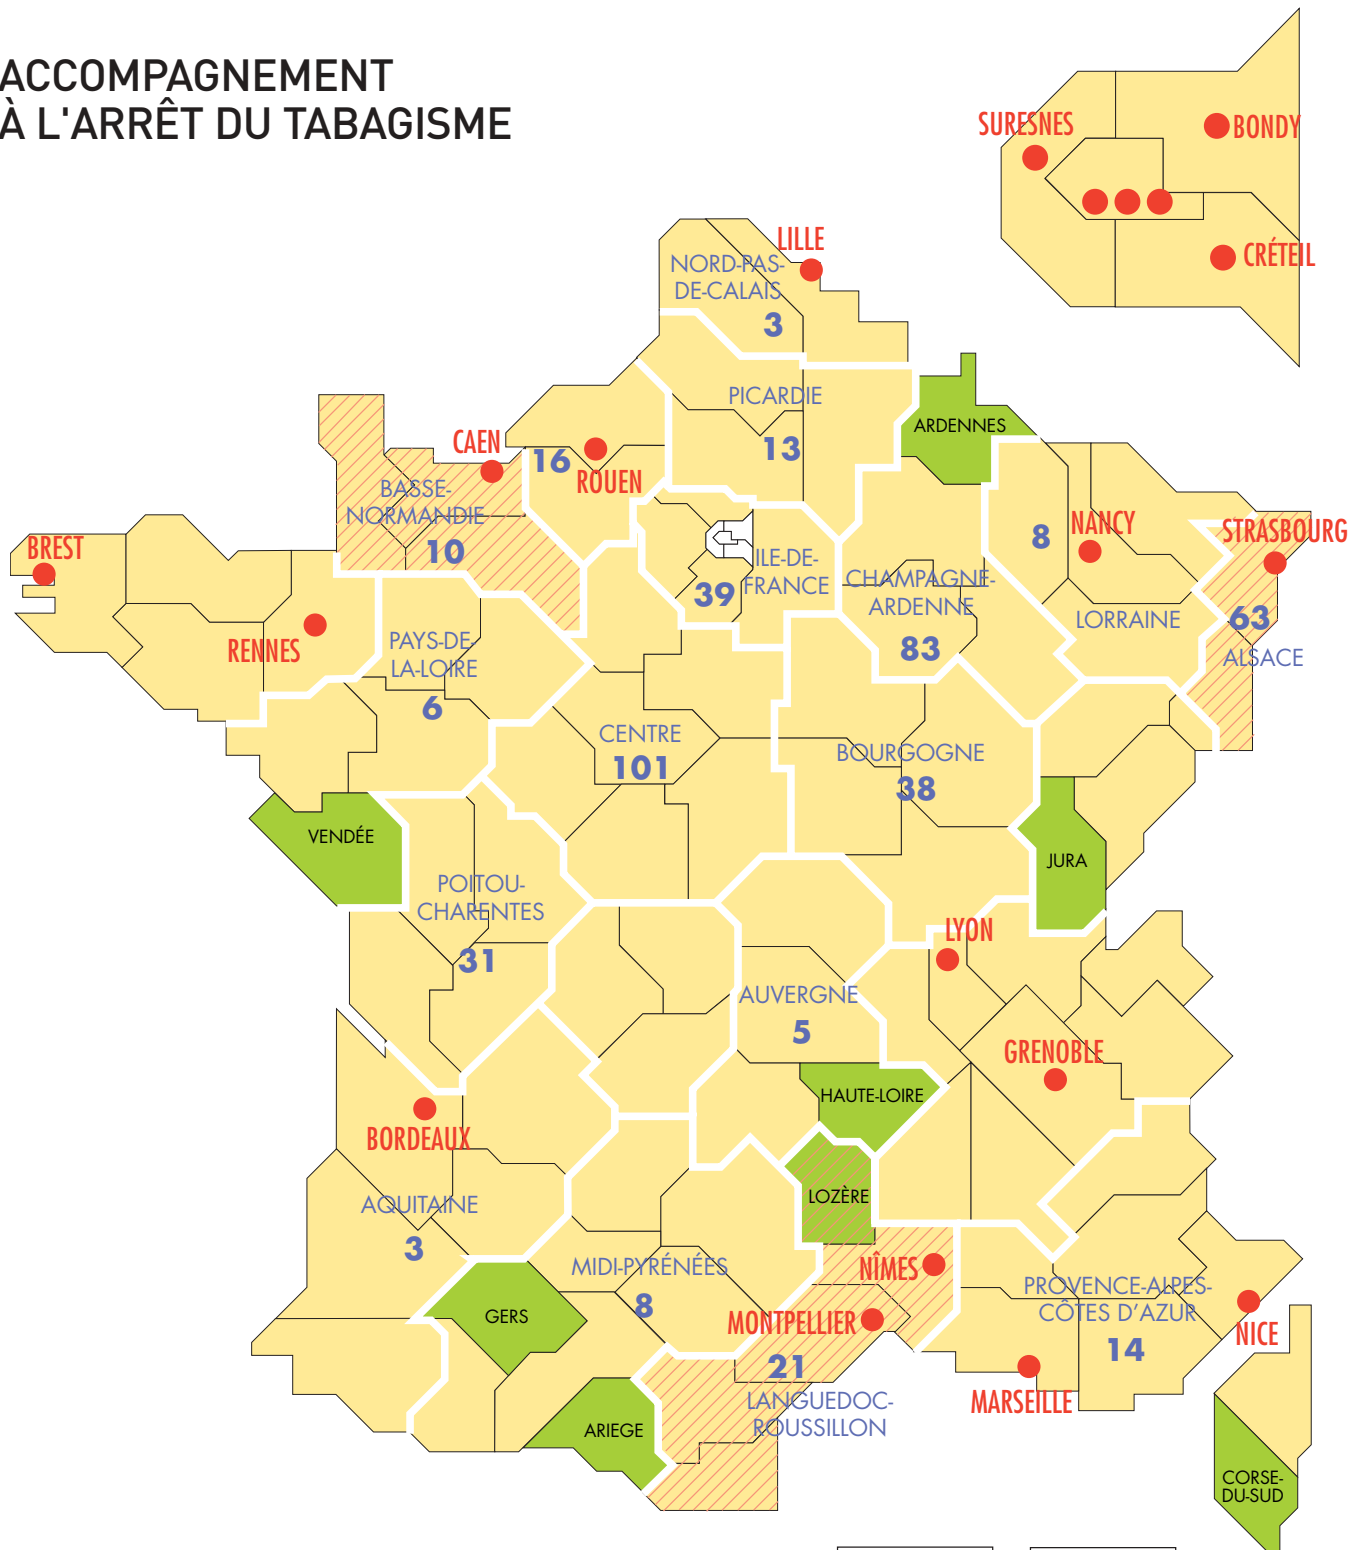 ACCOMPAGNEMENT
À L'ARRÊT DU TABAGISME
SURESNES
BONDY
CRÉTEIL
LILLE
NORD-PAS-
DE-CALAIS
3
PICARDIE
13
ARDENNES
CAEN
16
ROUEN
BASSE-
NORMANDIE
10
BREST
RENNES
ILE-DE-
FRANCE
39
CHAMPAGNE-
ARDENNE
83
8
NANCY
LORRAINE
STRASBOURG
63
ALSACE
PAYS-DE-
LA-LOIRE
6
CENTRE
101
BOURGOGNE
38
VENDÉE
JURA
POITOU-
CHARENTES
31
LYON
AUVERGNE
5
GRENOBLE
HAUTE-LOIRE
BORDEAUX
AQUITAINE
3
LOZÈRE
MIDI-PYRÉNÉES
8
NÎMES
MONTPELLIER
21
LANGUEDOC-
ROUSSILLON
PROVENCE-ALPES-
CÔTES D'AZUR
14
NICE
MARSEILLE
GERS
ARIEGE
CORSE-
DU-SUD